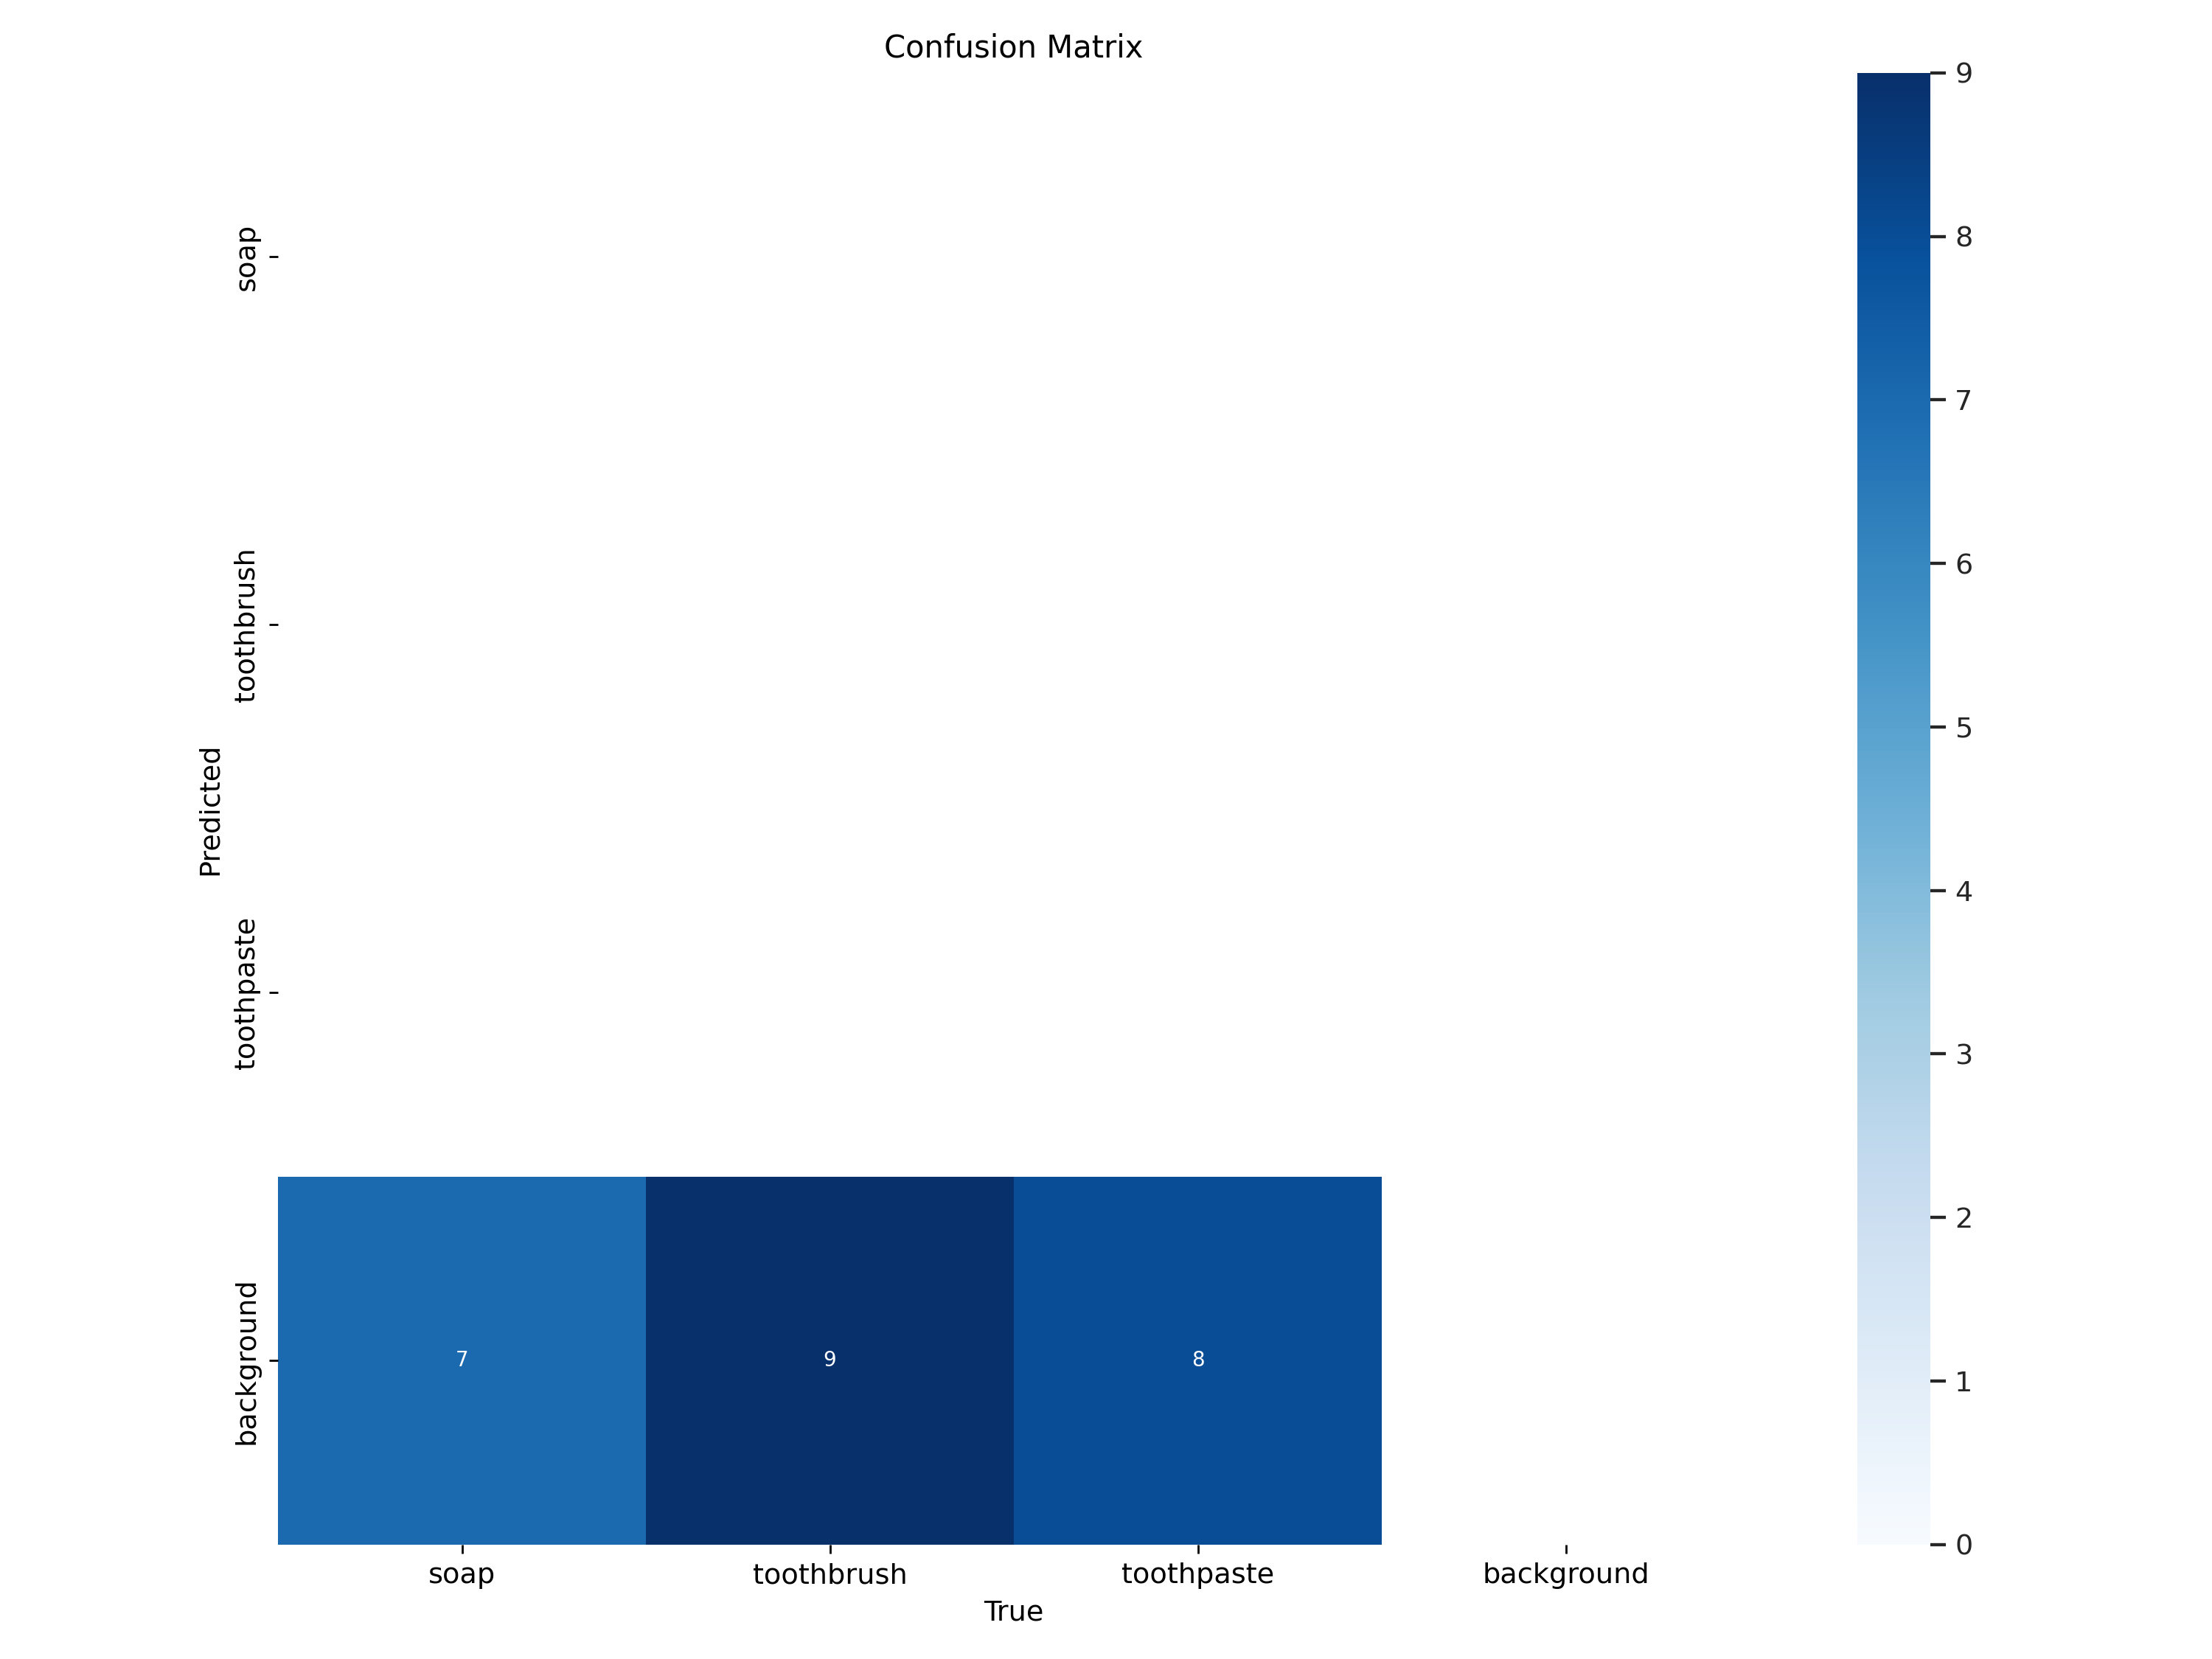 Confusion Matrix
soap
toothbrush
toothpaste
background
Predicted
7
9
8
soap
toothbrush
toothpaste
background
True
9
8
7
6
5
4
3
2
1
0